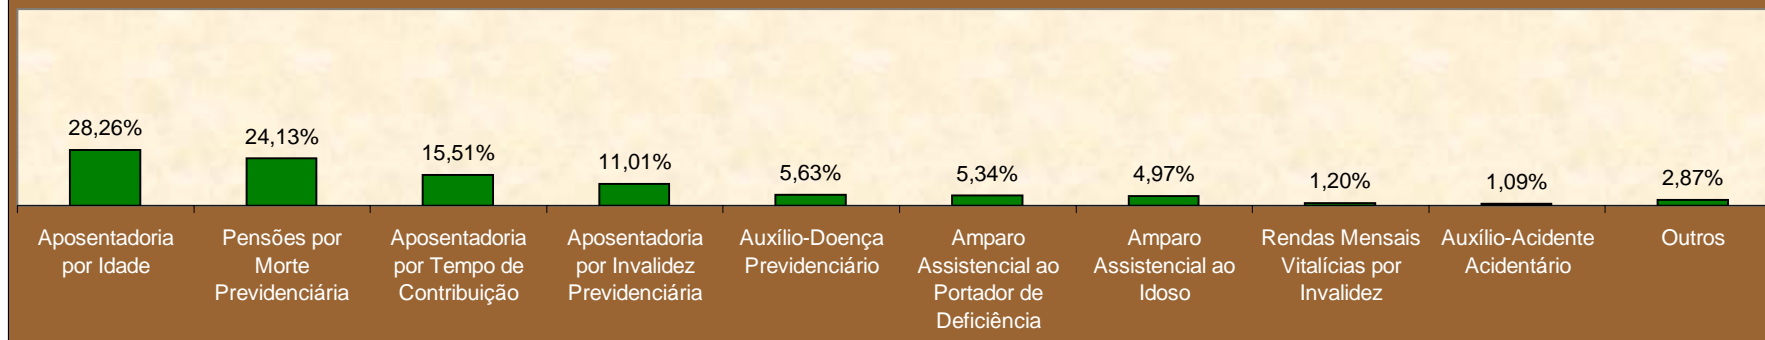 28,26%
24,13%
15,51%
11,01%
5,63%
5,34%
4,97%
1,20%
1,09%
2,87%
Aposentadoria
por Idade
Pensões por
Morte
Previdenciária
Aposentadoria
por Tempo de
Contribuição
Aposentadoria
por Invalidez
Previdenciária
Auxílio-Doença
Previdenciário
Amparo
Assistencial ao
Portador de
Deficiência
Amparo
Assistencial ao
Idoso
Rendas Mensais
Vitalícias por
Invalidez
Auxílio-Acidente
Acidentário
Outros